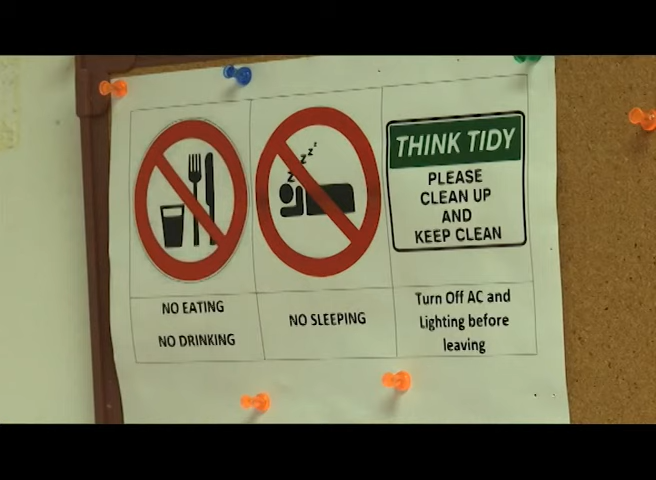 z z z z
NO EATING
NO DRINKING
NO SLEEPING
THINK TIDY
PLEASE
CLEAN UP
AND
KEEP CLEAN
Turn Off AC and
Lighting before
leaving